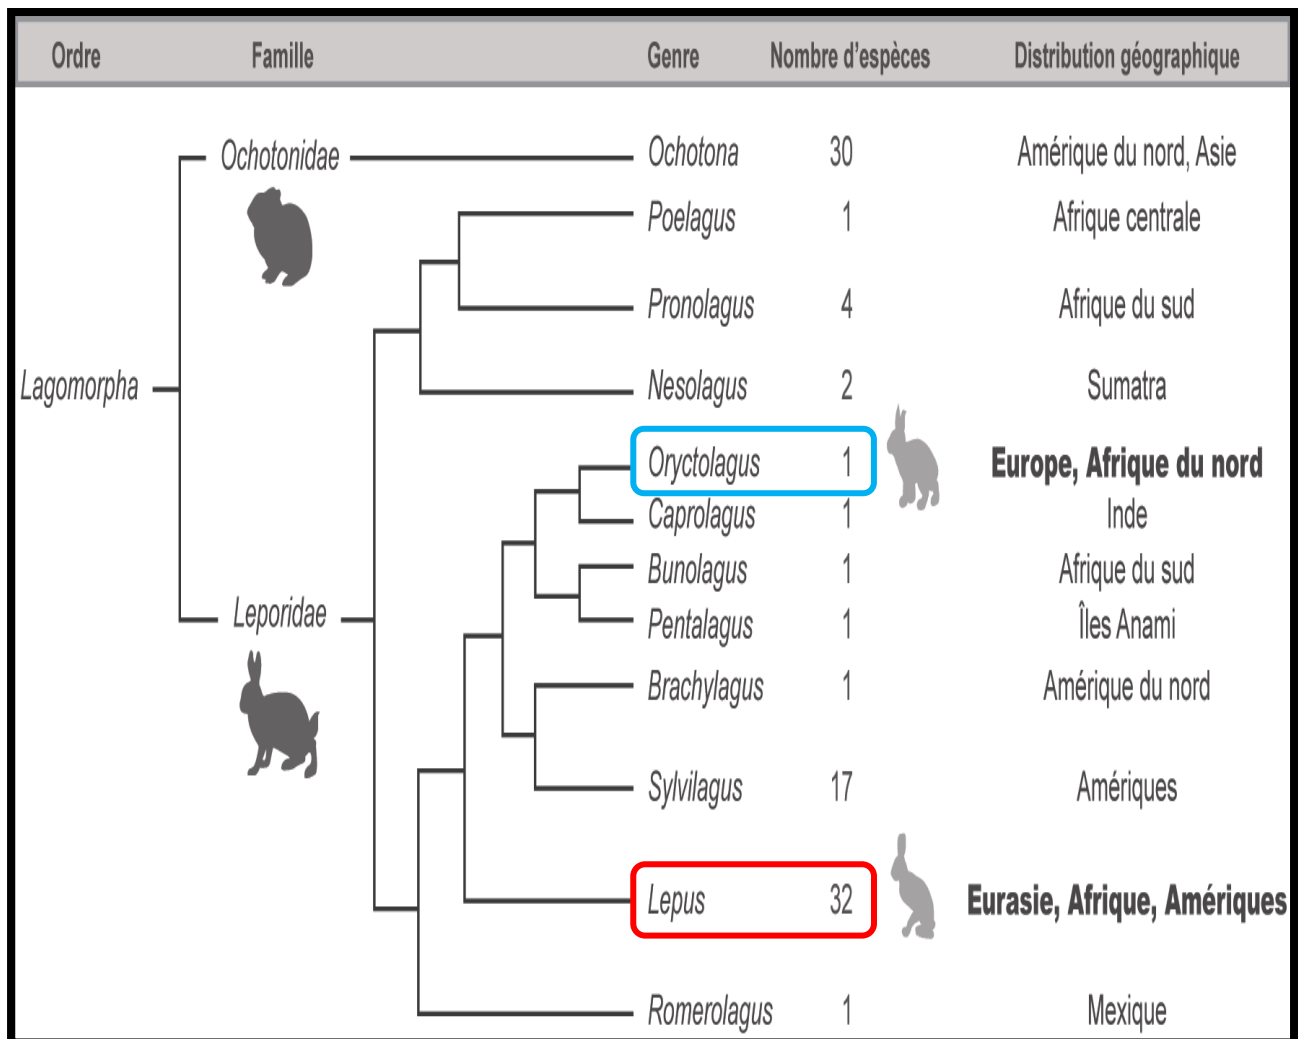 Ordre Famille Genre Nombre d'espèces Distribution géographique
Ochotonidae Ochotona 30 Amérique du nord, Asie
Poelagus 1 Afrique centrale
Pronolagus 4 Afrique du sud
Lagomorpha Nesolagus 2 Sumatra
Oryctolagus 1 Europe, Afrique du nord
Caprolagus 1 Inde
Bunolagus 1 Afrique du sud
Leporidae Pentalagus 1 Îles Anami
Brachylagus 1 Amérique du nord
Sylvilagus 17 Amériques
Lepus 32 Eurasie, Afrique, Amériques
Romerolagus 1 Mexique